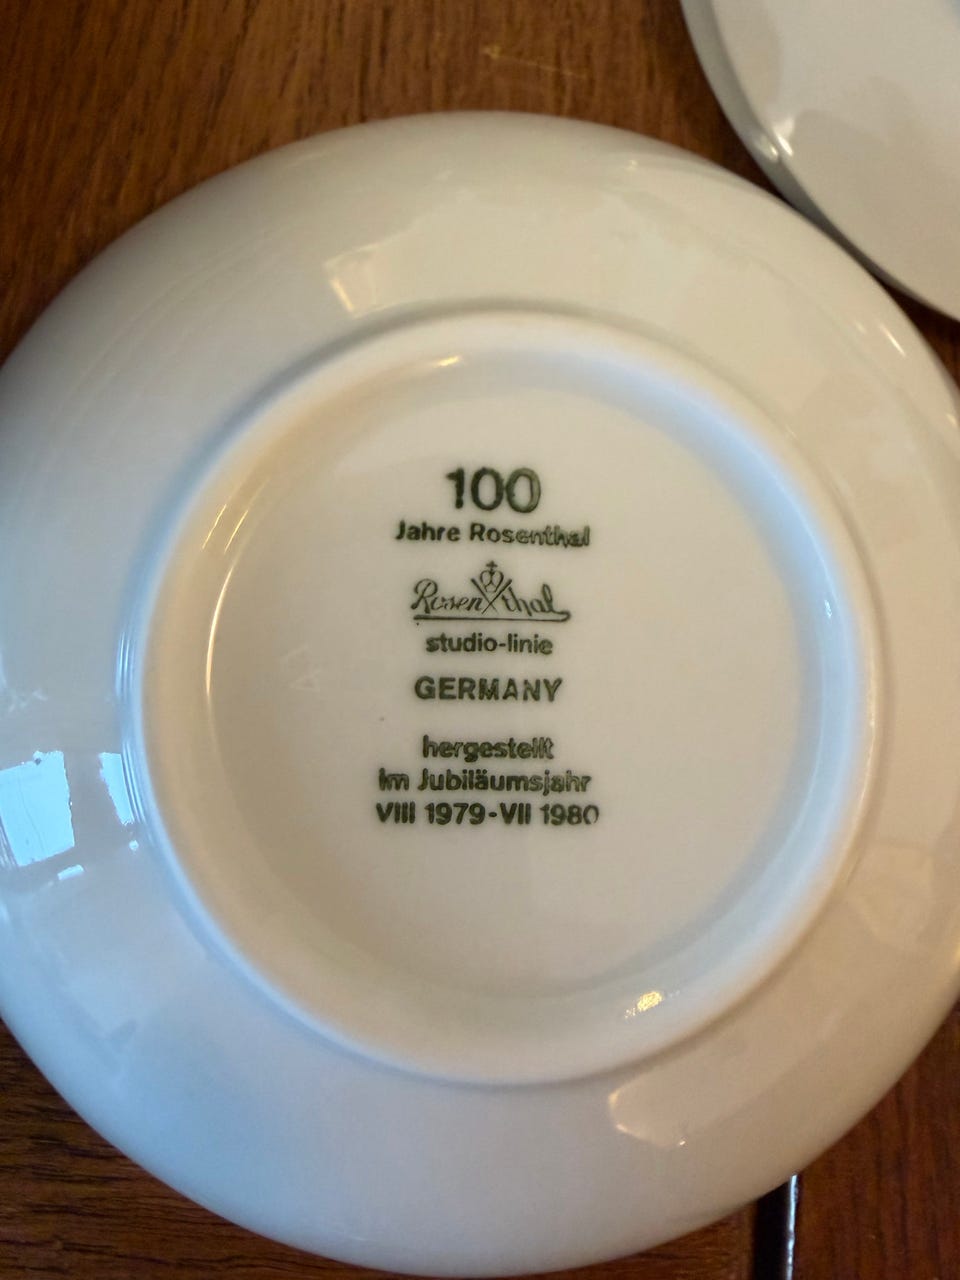 100
Jahre Rosenthal
Rosenthal
studio-linie
GERMANY
hergestellt
im Jubiläumsjahr
VIII 1979-VII 1980